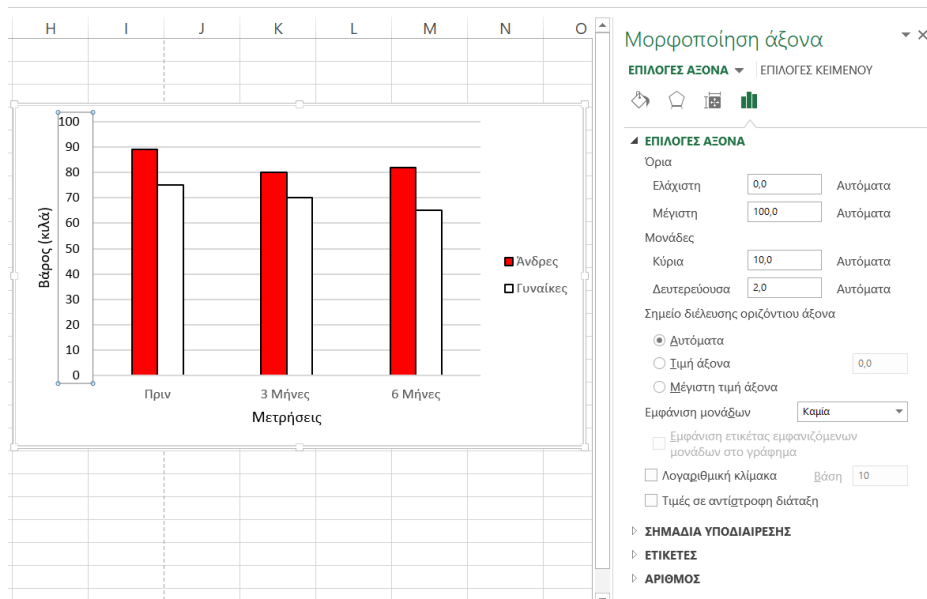 H I J K L M N O
100
90
80
70
60
50
40
30
20
10
0
Βάρος (κιλά)
Πριν 3 Μήνες 6 Μήνες
Μετρήσεις
Άνδρες
Γυναίκες
Μορφοποίηση άξονα
ΕΠΙΛΟΓΕΣ ΑΞΟΝΑ ΕΠΙΛΟΓΕΣ ΚΕΙΜΕΝΟΥ
ΕΠΙΛΟΓΕΣ ΑΞΟΝΑ
Όρια
Ελάχιστη 0,0 Αυτόματα
Μέγιστη 100,0 Αυτόματα
Μονάδες
Κύρια 10,0 Αυτόματα
Δευτερεύουσα 2,0 Αυτόματα
Σημείο διέλευσης οριζόντιου άξονα
Αυτόματα
Τιμή άξονα 0,0
Μέγιστη τιμή άξονα
Εμφάνιση μονάδων Καμία
Εμφάνιση ετικέτας εμφανιζόμενων
μονάδων στο γράφημα
Λογαριθμική κλίμακα Βάση 10
Τιμές σε αντίστροφη διάταξη
ΣΗΜΑΔΙΑ ΥΠΟΔΙΑΙΡΕΣΗΣ
ΕΤΙΚΕΤΕΣ
ΑΡΙΘΜΟΣ